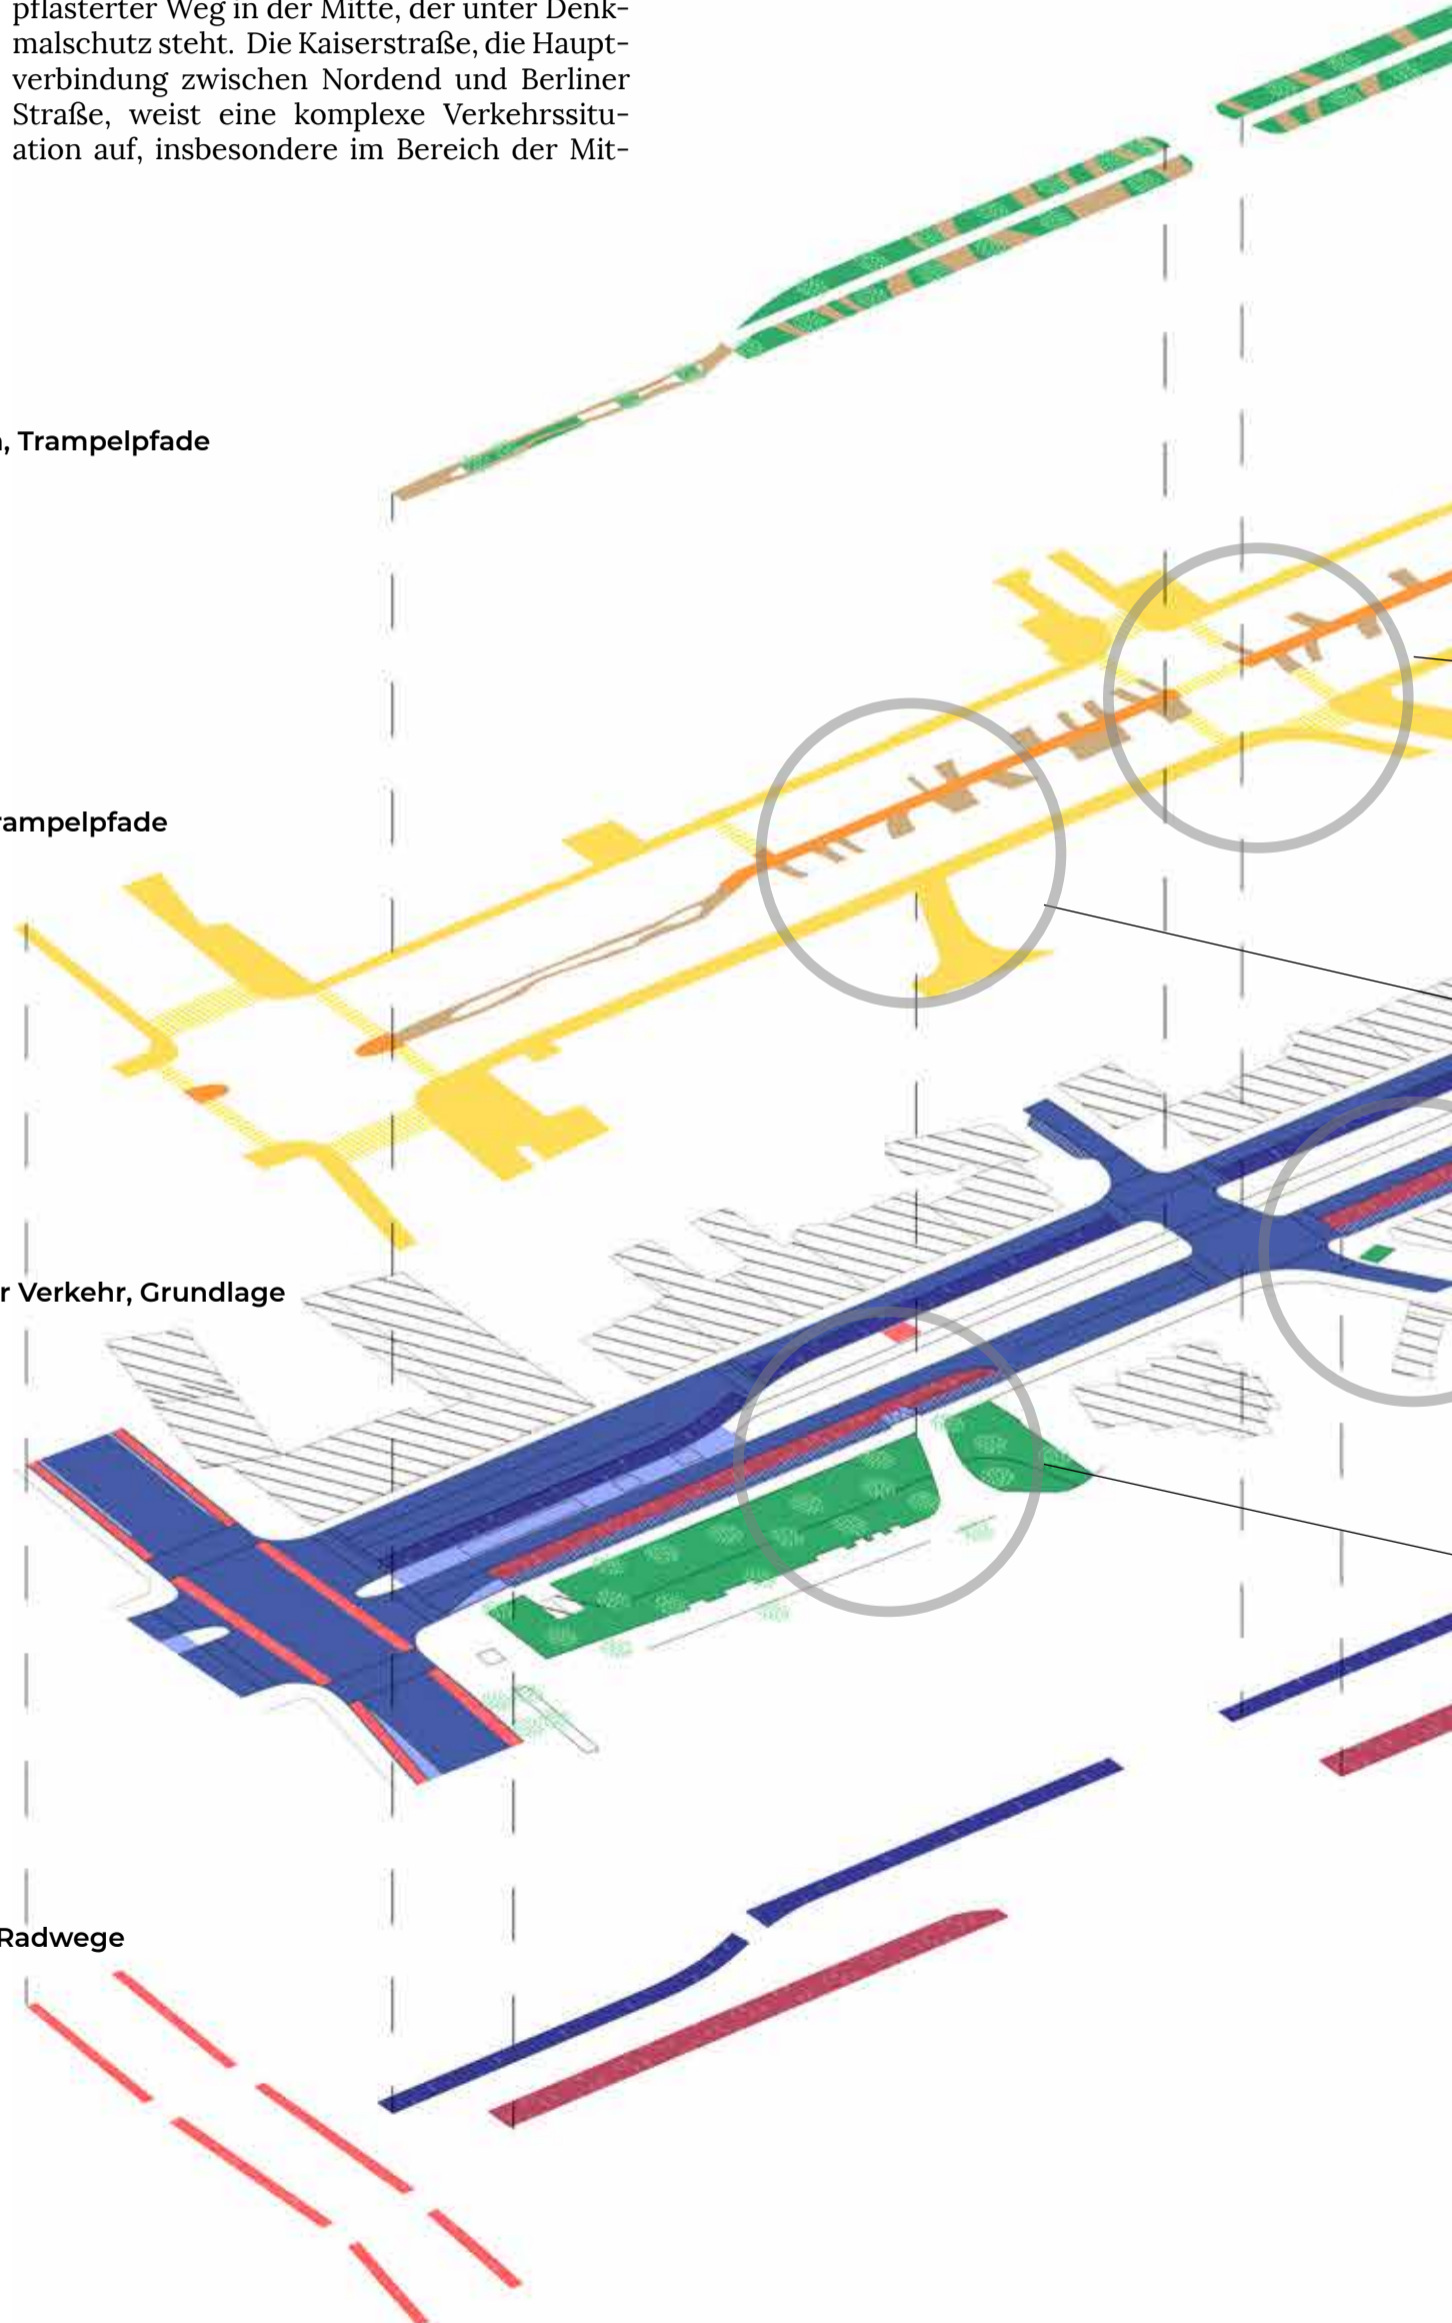 pflasterter Weg in der Mitte, der unter Denk-
malschutz steht. Die Kaiserstraße, die Haupt-
verbindung zwischen Nordend und Berliner
Straße, weist eine komplexe Verkehrssitu-
ation auf, insbesondere im Bereich der Mit-
, Trampelpfade
rampelpfade
r Verkehr, Grundlage
Radwege